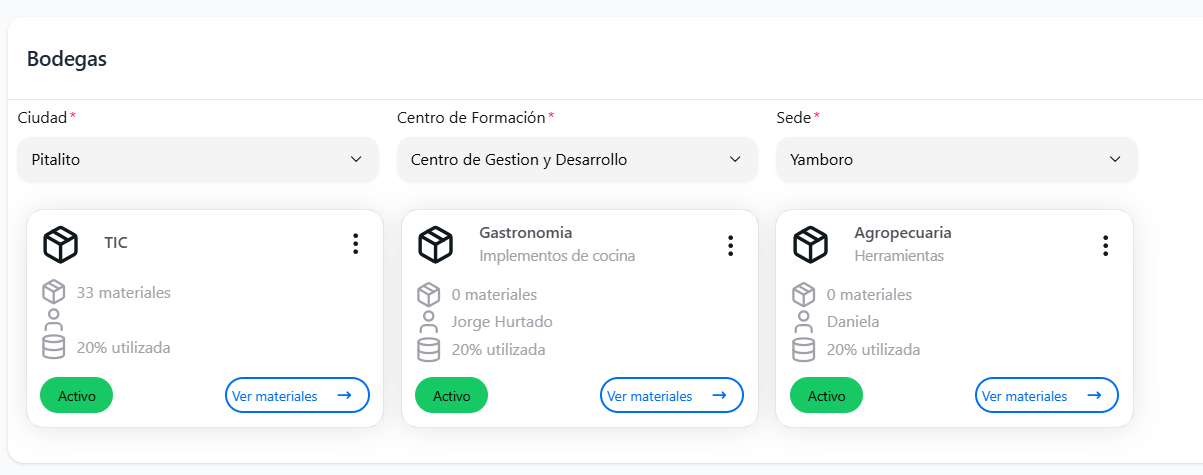 Bodegas
Ciudad*
Centro de Formación*
Sede*
Pitalito
Centro de Gestion y Desarrollo
Yamboro
TIC
33 materiales
20% utilizada
Activo
Ver materiales
Gastronomia
Implementos de cocina
0 materiales
Jorge Hurtado
20% utilizada
Activo
Ver materiales
Agropecuaria
Herramientas
0 materiales
Daniela
20% utilizada
Activo
Ver materiales